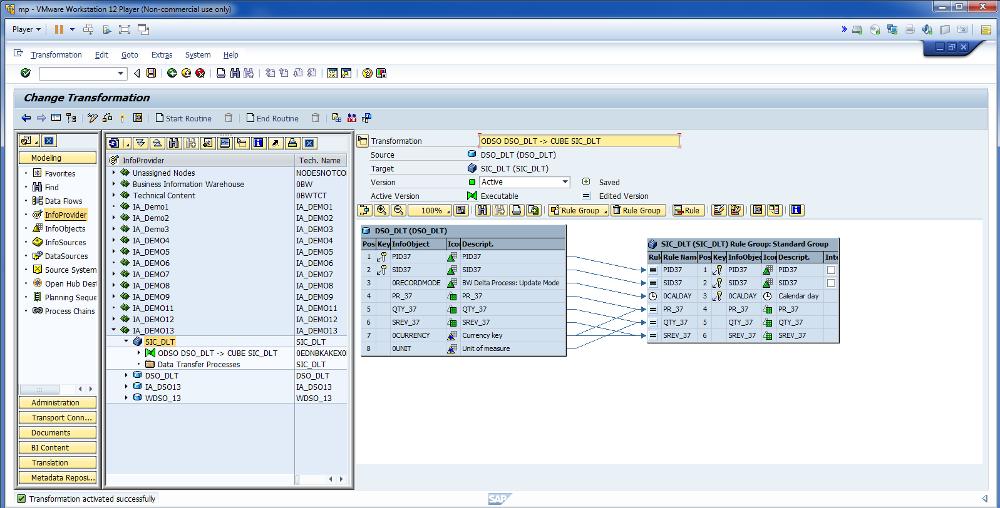 mp - VMware Workstation 12 Player (Non-commercial use only)
Player
Transformation Edit Goto Extras System Help
Change Transformation
Start Routine End Routine
Modeling
Favorites
Find
Data Flows
InfoProvider
InfoObjects
InfoSources
DataSources
Source System
Open Hub Dest
Planning Seque
Process Chains
Administration
Transport Conn...
Documents
BI Content
Translation
Metadata Reposi...
InfoProvider Tech. Name
Unassigned Nodes NODESNOTCO
Business Information Warehouse 0BW
Technical Content 0BWTCT
IA_Demo1 IA_DEMO1
IA_Demo2 IA_DEMO2
IA_Demo3 IA_DEMO3
IA_DEMO4 IA_DEMO4
IA_DEMO5 IA_DEMO5
IA_DEMO6 IA_DEMO6
IA_DEMO7 IA_DEMO7
IA_DEMO8 IA_DEMO8
IA_DEMO9 IA_DEMO9
IA_DEMO11 IA_DEMO11
IA_DEMO12 IA_DEMO12
IA_DEMO13 IA_DEMO13
SIC_DLT SIC_DLT
ODSO DSO_DLT -> CUBE SIC_DLT 0EDNBKAKEX0
Data Transfer Processes SIC_DLT
DSO_DLT DSO_DLT
IA_DSO13 IA_DSO13
WDSO_13 WDSO_13
Transformation ODSO DSO_DLT -> CUBE SIC_DLT
Source DSO_DLT (DSO_DLT)
Target SIC_DLT (SIC_DLT)
Version Active Saved
Active Version Executable Edited Version
100% Rule Group Rule Group Rule
DSO_DLT (DSO_DLT)
Pos Key InfoObject Ico Descript.
1 PID37 PID37
2 SID37 SID37
3 0RECORDMODE BW Delta Process: Update Mode
4 PR_37 PR_37
5 QTY_37 QTY_37
6 SREV_37 SREV_37
7 0CURRENCY Currency key
8 0UNIT Unit of measure
SIC_DLT (SIC_DLT) Rule Group: Standard Group
Rul Rule Nam Pos Key InfoObjec Ico Descript. Inte
PID37 1 PID37 PID37
SID37 2 SID37 SID37
0CALDAY 3 0CALDAY Calendar day
PR_37 4 PR_37 PR_37
QTY_37 5 QTY_37 QTY_37
SREV_37 6 SREV_37 SREV_37
Transformation activated successfully
SAP